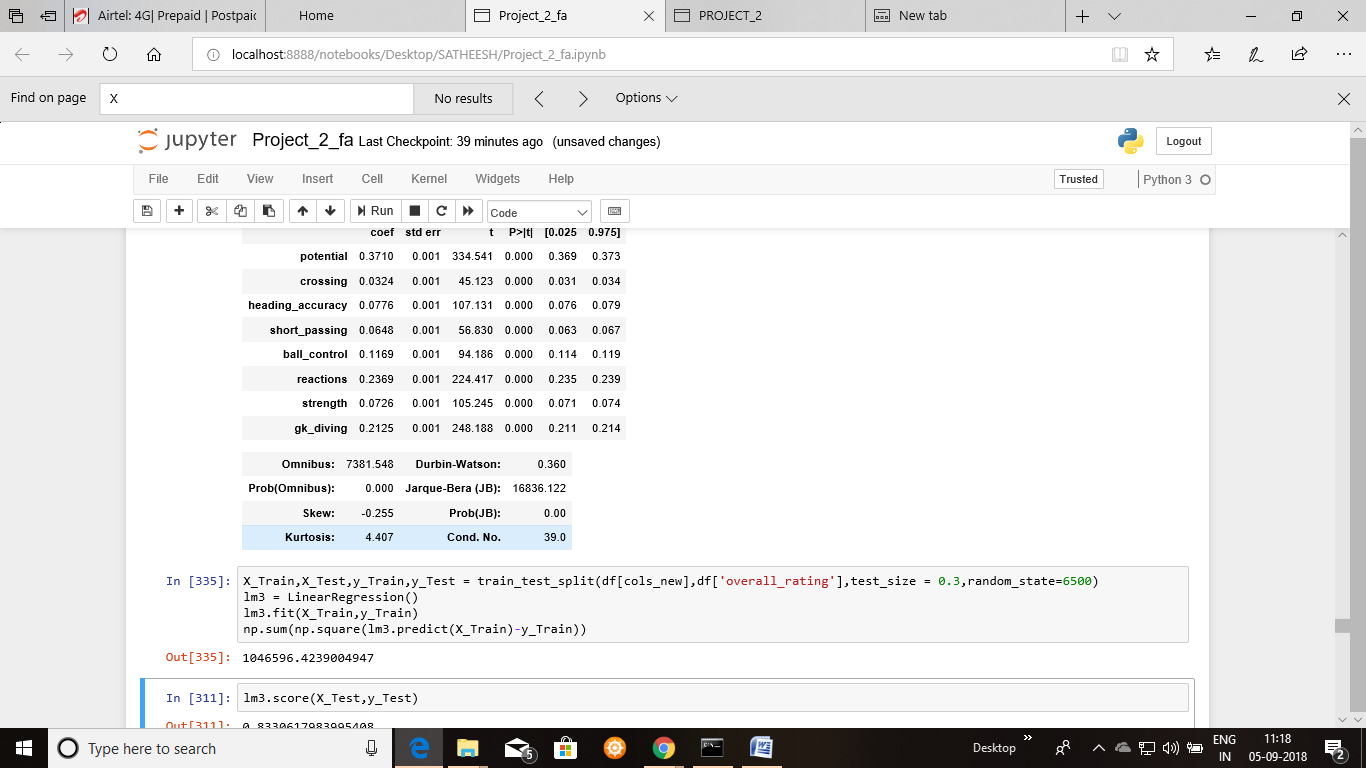 Airtel: 4G| Prepaid | Postpaic
Home
Project_2_fa
PROJECT_2
New tab
localhost:8888/notebooks/Desktop/SATHEESH/Project_2_fa.ipynb
Find on page
X
No results
Options
jupyter Project_2_fa Last Checkpoint: 39 minutes ago (unsaved changes)
Logout
File Edit View Insert Cell Kernel Widgets Help
Trusted
Python 3
Run
Code
coef std err t P>|t| [0.025 0.975]
potential 0.3710 0.001 334.541 0.000 0.369 0.373
crossing 0.0324 0.001 45.123 0.000 0.031 0.034
heading_accuracy 0.0776 0.001 107.131 0.000 0.076 0.079
short_passing 0.0648 0.001 56.830 0.000 0.063 0.067
ball_control 0.1169 0.001 94.186 0.000 0.114 0.119
reactions 0.2369 0.001 224.417 0.000 0.235 0.239
strength 0.0726 0.001 105.245 0.000 0.071 0.074
gk_diving 0.2125 0.001 248.188 0.000 0.211 0.214
Omnibus: 7381.548 Durbin-Watson: 0.360
Prob(Omnibus): 0.000 Jarque-Bera (JB): 16836.122
Skew: -0.255 Prob(JB): 0.00
Kurtosis: 4.407 Cond. No. 39.0
In [335]: X_Train,X_Test,y_Train,y_Test = train_test_split(df[cols_new],df['overall_rating'],test_size = 0.3,random_state=6500)
lm3 = LinearRegression()
lm3.fit(X_Train,y_Train)
np.sum(np.square(lm3.predict(X_Train)-y_Train))
Out[335]: 1046596.4239004947
In [311]: lm3.score(X_Test,y_Test)
Out[311]: 0.8330617983995408
Type here to search
5
Desktop
ENG
IN
11:18
05-09-2018
2